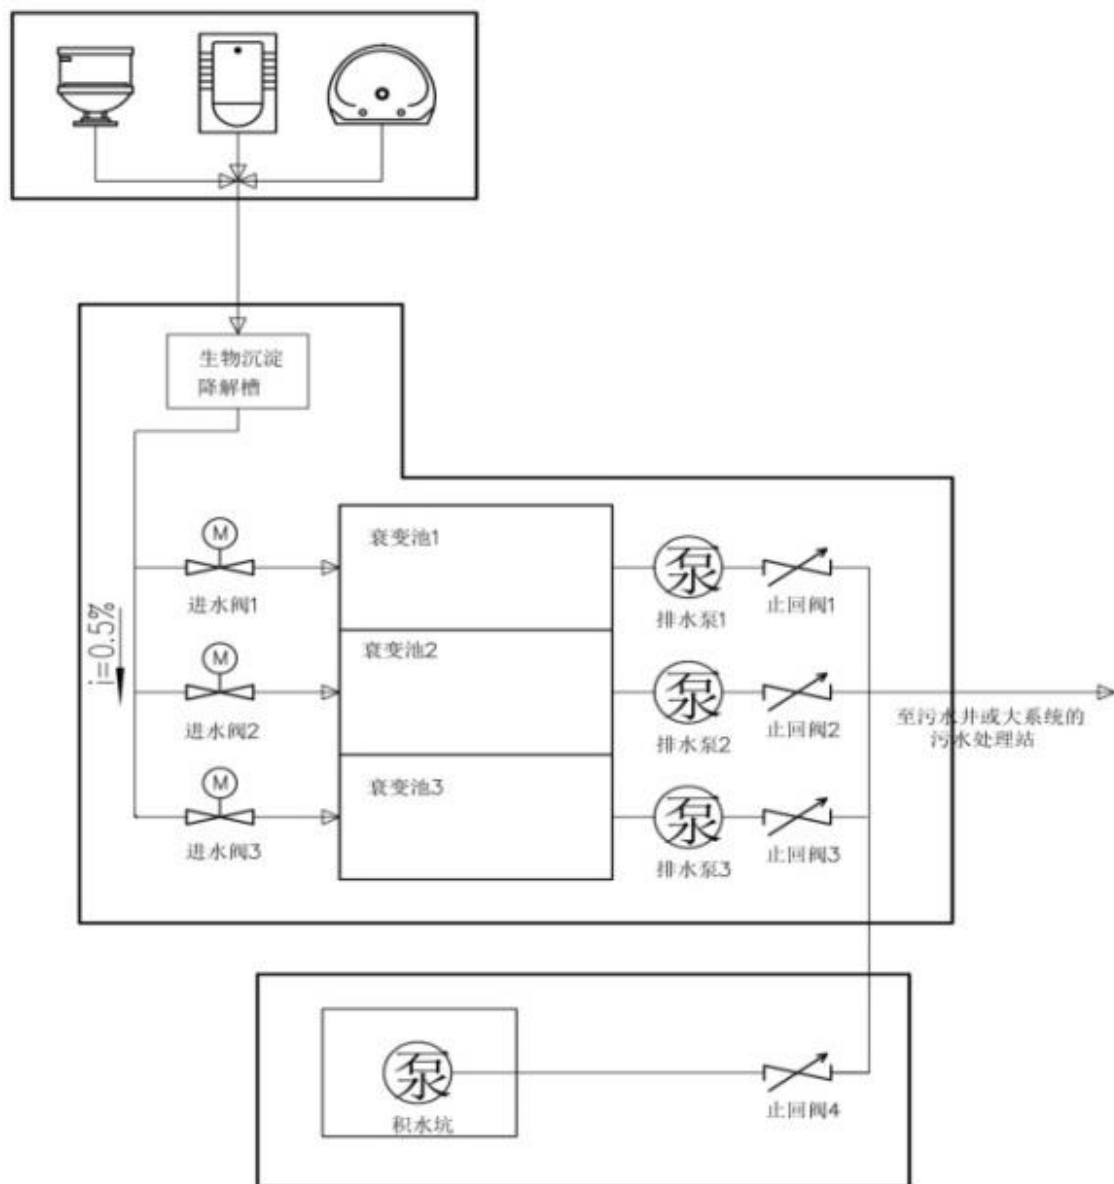 生物沉淀
降解槽
i=0.5%
M
进水阀1
M
进水阀2
M
进水阀3
衰变池1
衰变池2
衰变池3
泵
排水泵1
泵
排水泵2
泵
排水泵3
止回阀1
止回阀2
止回阀3
至污水井或大系统的
污水处理站
泵
积水坑
止回阀4